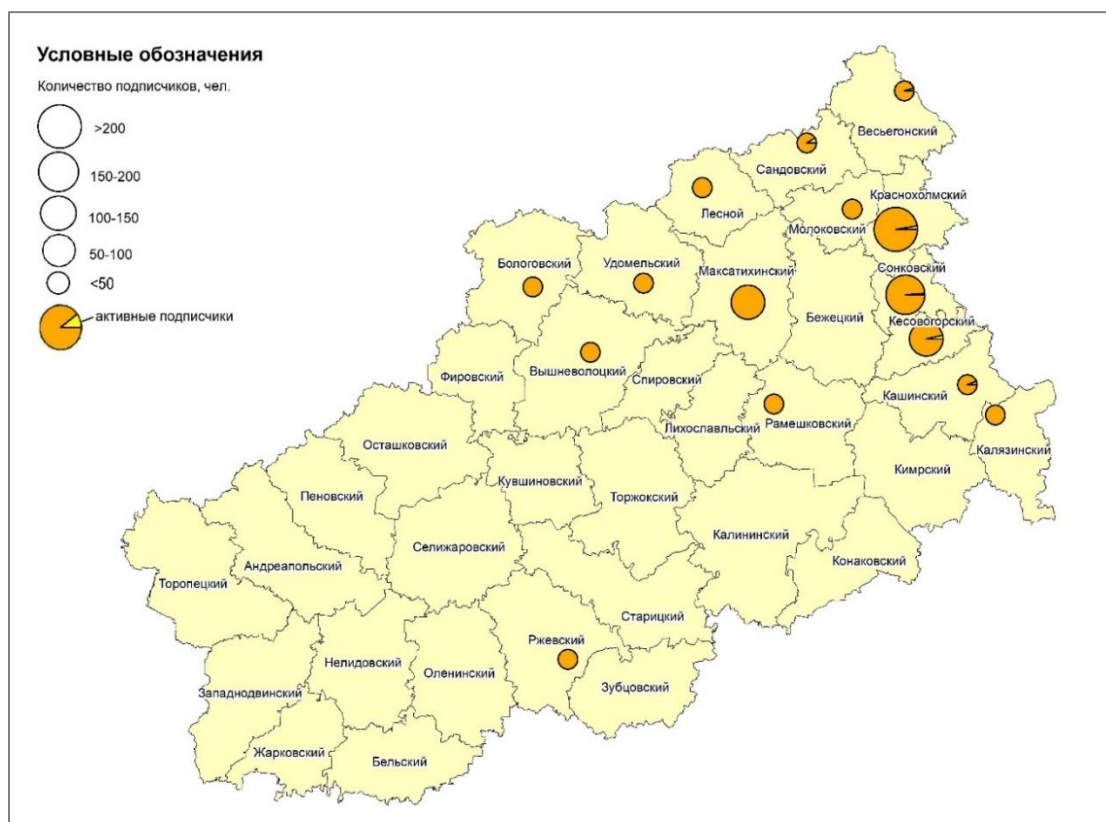 Условные обозначения
Количество подписчиков, чел.
>200
150-200
100-150
50-100
<50
активные подписчики
Весьегонский
Сандовский
Краснохолмский
Лесной
Молоковский
Бологовский
Удомельский
Максатихинский
Сонковский
Бежецкий
Кесовогорский
Фировский
Вышневолоцкий
Спировский
Кашинский
Лихославльский
Рамешковский
Осташковский
Калязинский
Кимрский
Пеновский
Кувшиновский
Торжокский
Калининский
Селижаровский
Конаковский
Андреапольский
Торопецкий
Старицкий
Ржевский
Нелидовский
Оленинский
Зубцовский
Западнодвинский
Жарковский
Бельский